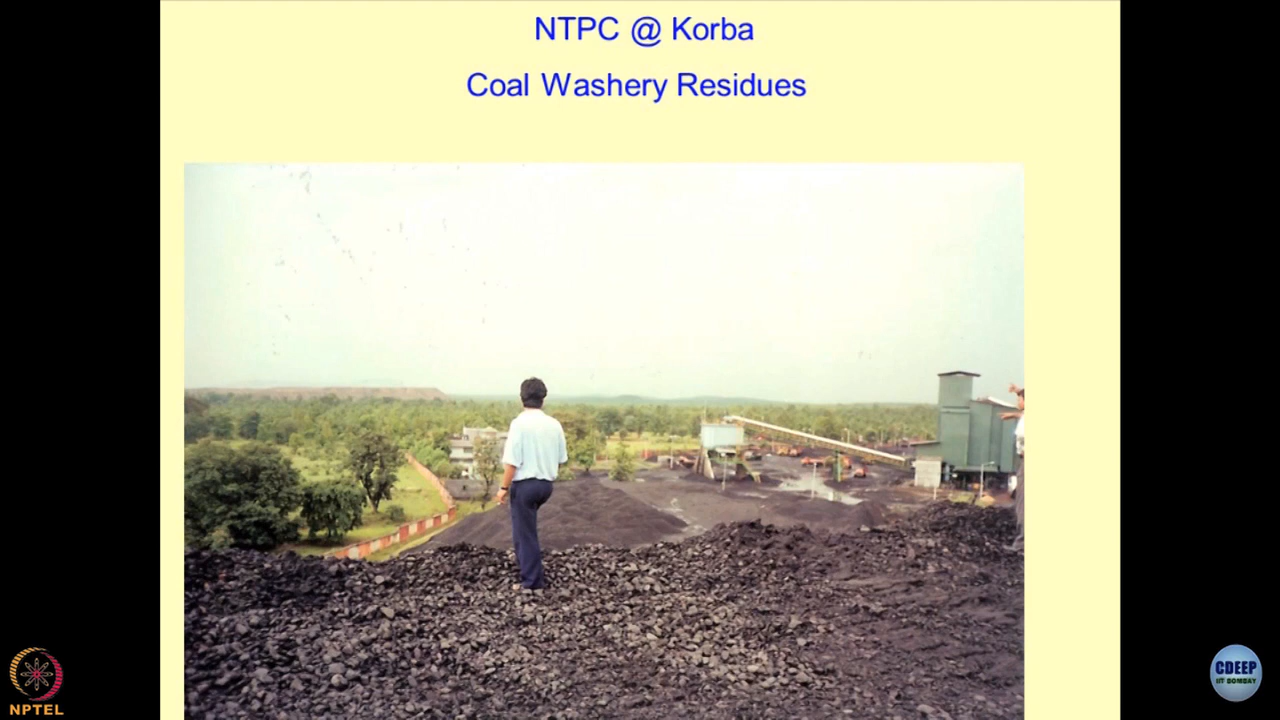 NTPC @ Korba
Coal Washery Residues
NPTEL
CDEEP
IIT BOMBAY